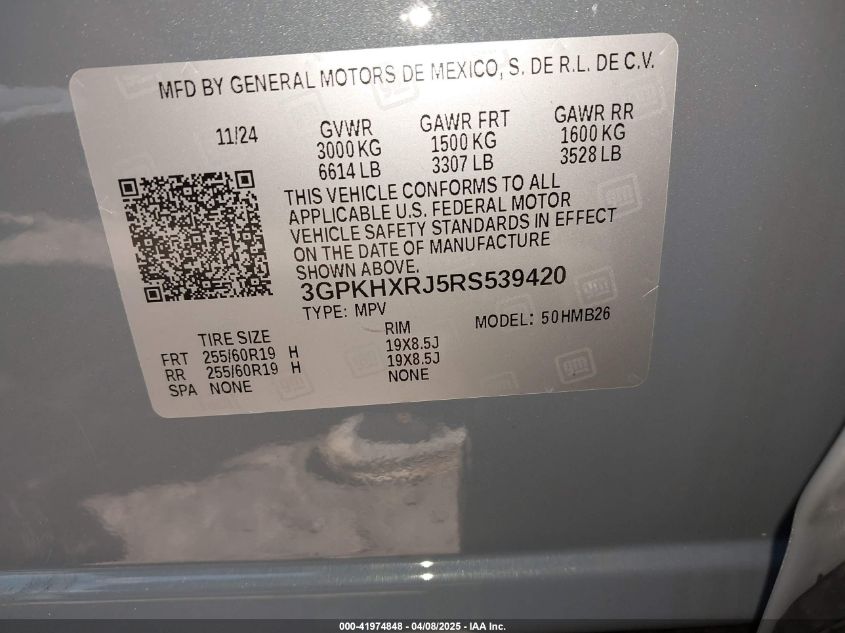 MFD BY GENERAL MOTORS DE MEXICO, S. DE R.L. DE C.V.
11/24
GVWR
3000 KG
6614 LB
GAWR FRT
1500 KG
3307 LB
GAWR RR
1600 KG
3528 LB
THIS VEHICLE CONFORMS TO ALL
APPLICABLE U.S. FEDERAL MOTOR
VEHICLE SAFETY STANDARDS IN EFFECT
ON THE DATE OF MANUFACTURE
SHOWN ABOVE.
3GPKHXRJ5RS539420
TYPE: MPV
MODEL: 50HMB26
TIRE SIZE RIM
FRT 255/60R19 H 19X8.5J
RR 255/60R19 H 19X8.5J
SPA NONE NONE
gm
000-41974848 - 04/08/2025 - IAA Inc.